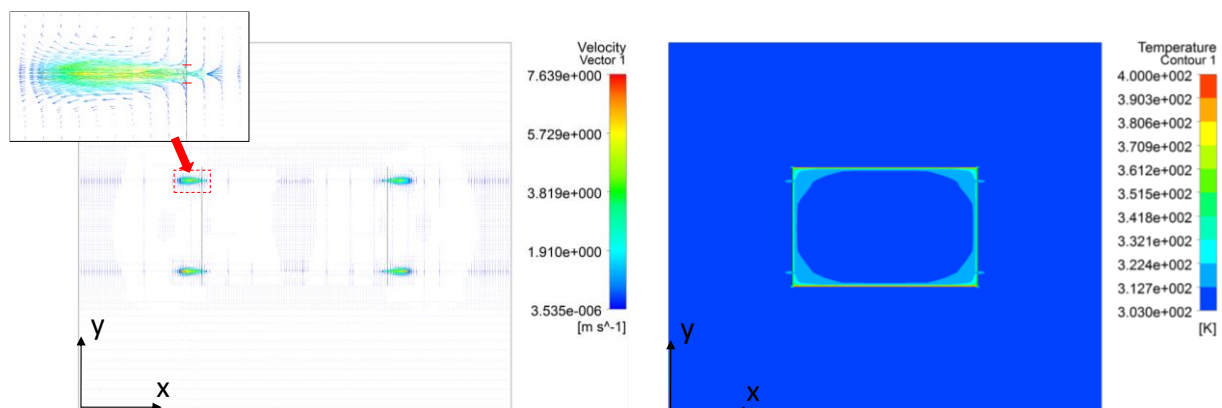 Velocity
Vector 1
7.639e+000
5.729e+000
3.819e+000
1.910e+000
3.535e-006
[m s^-1]
y
x
Temperature
Contour 1
4.000e+002
3.903e+002
3.806e+002
3.709e+002
3.612e+002
3.515e+002
3.418e+002
3.321e+002
3.224e+002
3.127e+002
3.030e+002
[K]
y
x